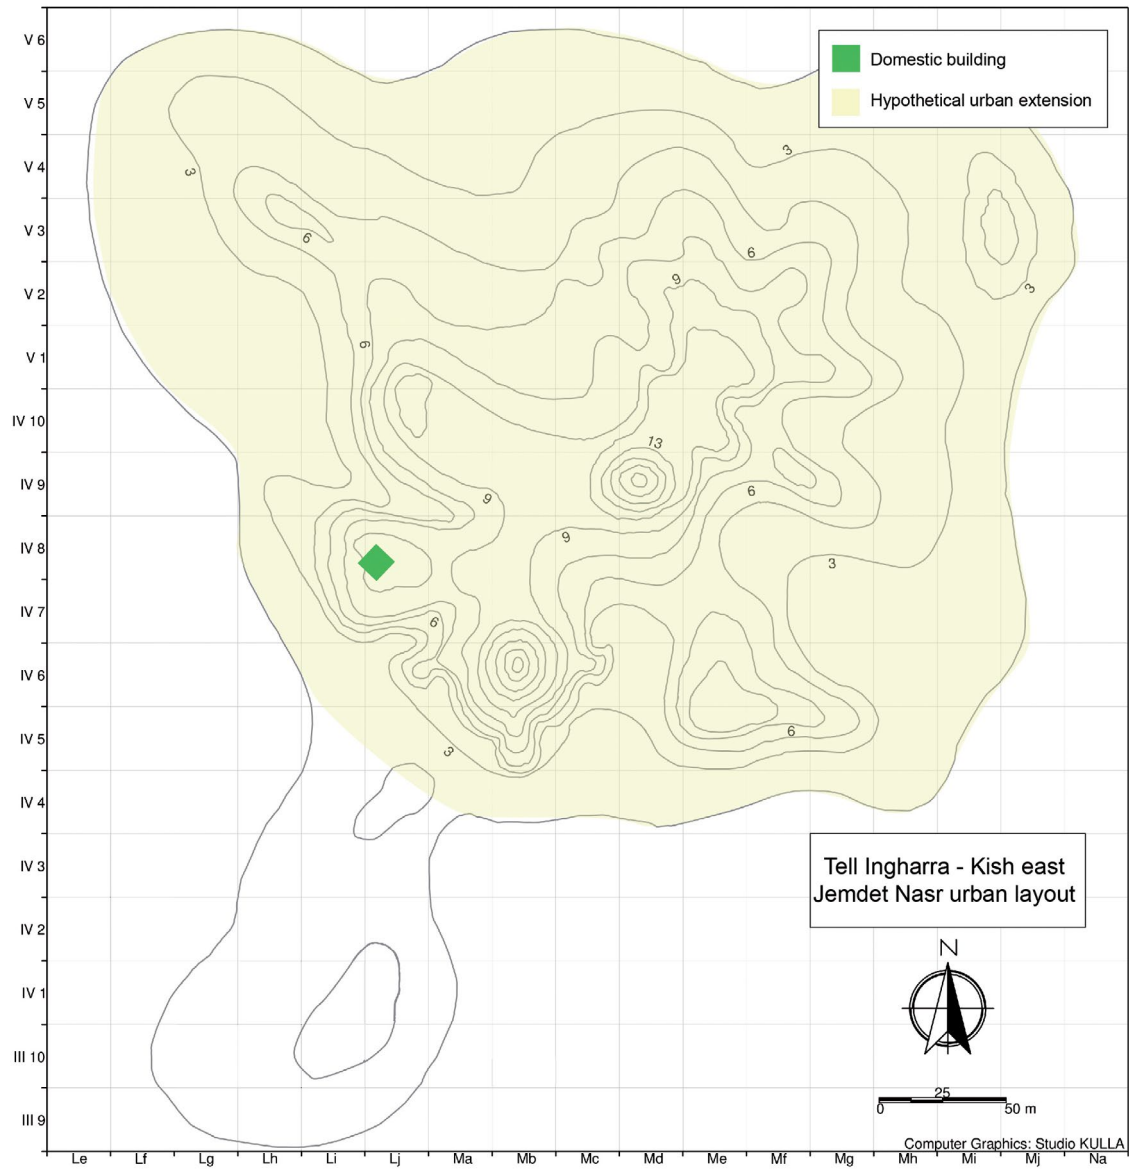 V 6
V 5
V 4
V 3
V 2
V 1
IV 10
IV 9
IV 8
IV 7
IV 6
IV 5
IV 4
IV 3
IV 2
IV 1
III 10
III 9
Domestic building
Hypothetical urban extension
3
3
6
6
9
3
6
13
9
6
9
3
6
6
3
Tell Ingharra - Kish east
Jemdet Nasr urban layout
N
25
0 50 m
Computer Graphics: Studio KULLA
Le Lf Lg Lh Li Lj Ma Mb Mc Md Me Mf Mg Mh Mi Mj Na